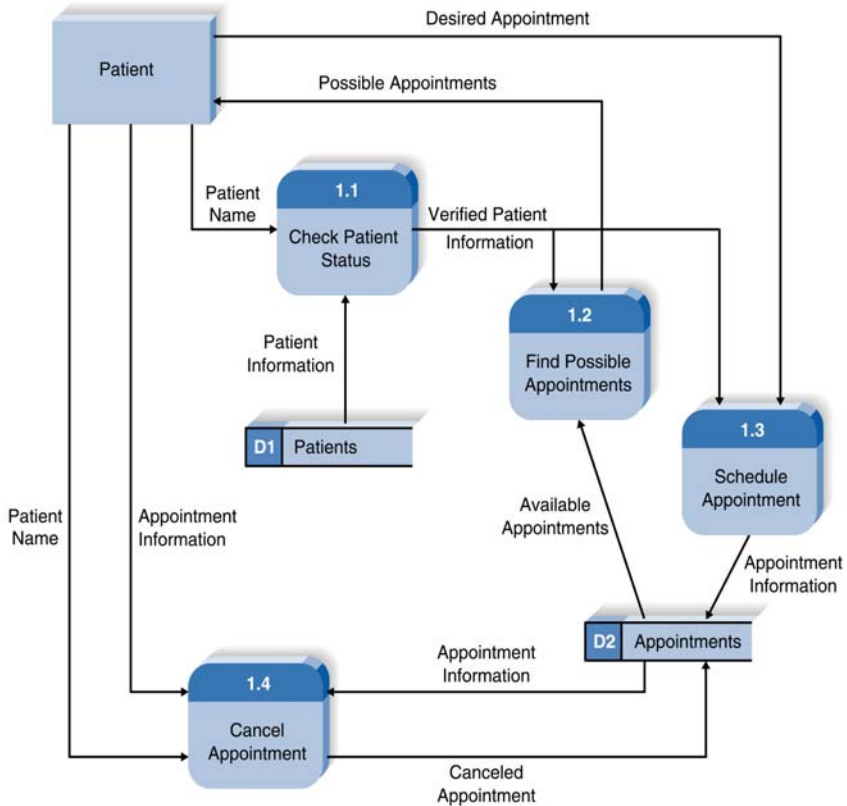 Desired Appointment
Patient
Possible Appointments
Patient
Name
1.1
Check Patient
Status
Verified Patient
Information
1.2
Find Possible
Appointments
Patient
Information
D1 Patients
1.3
Schedule
Appointment
Patient
Name
Appointment
Information
Available
Appointments
Appointment
Information
D2 Appointments
Appointment
Information
1.4
Cancel
Appointment
Canceled
Appointment